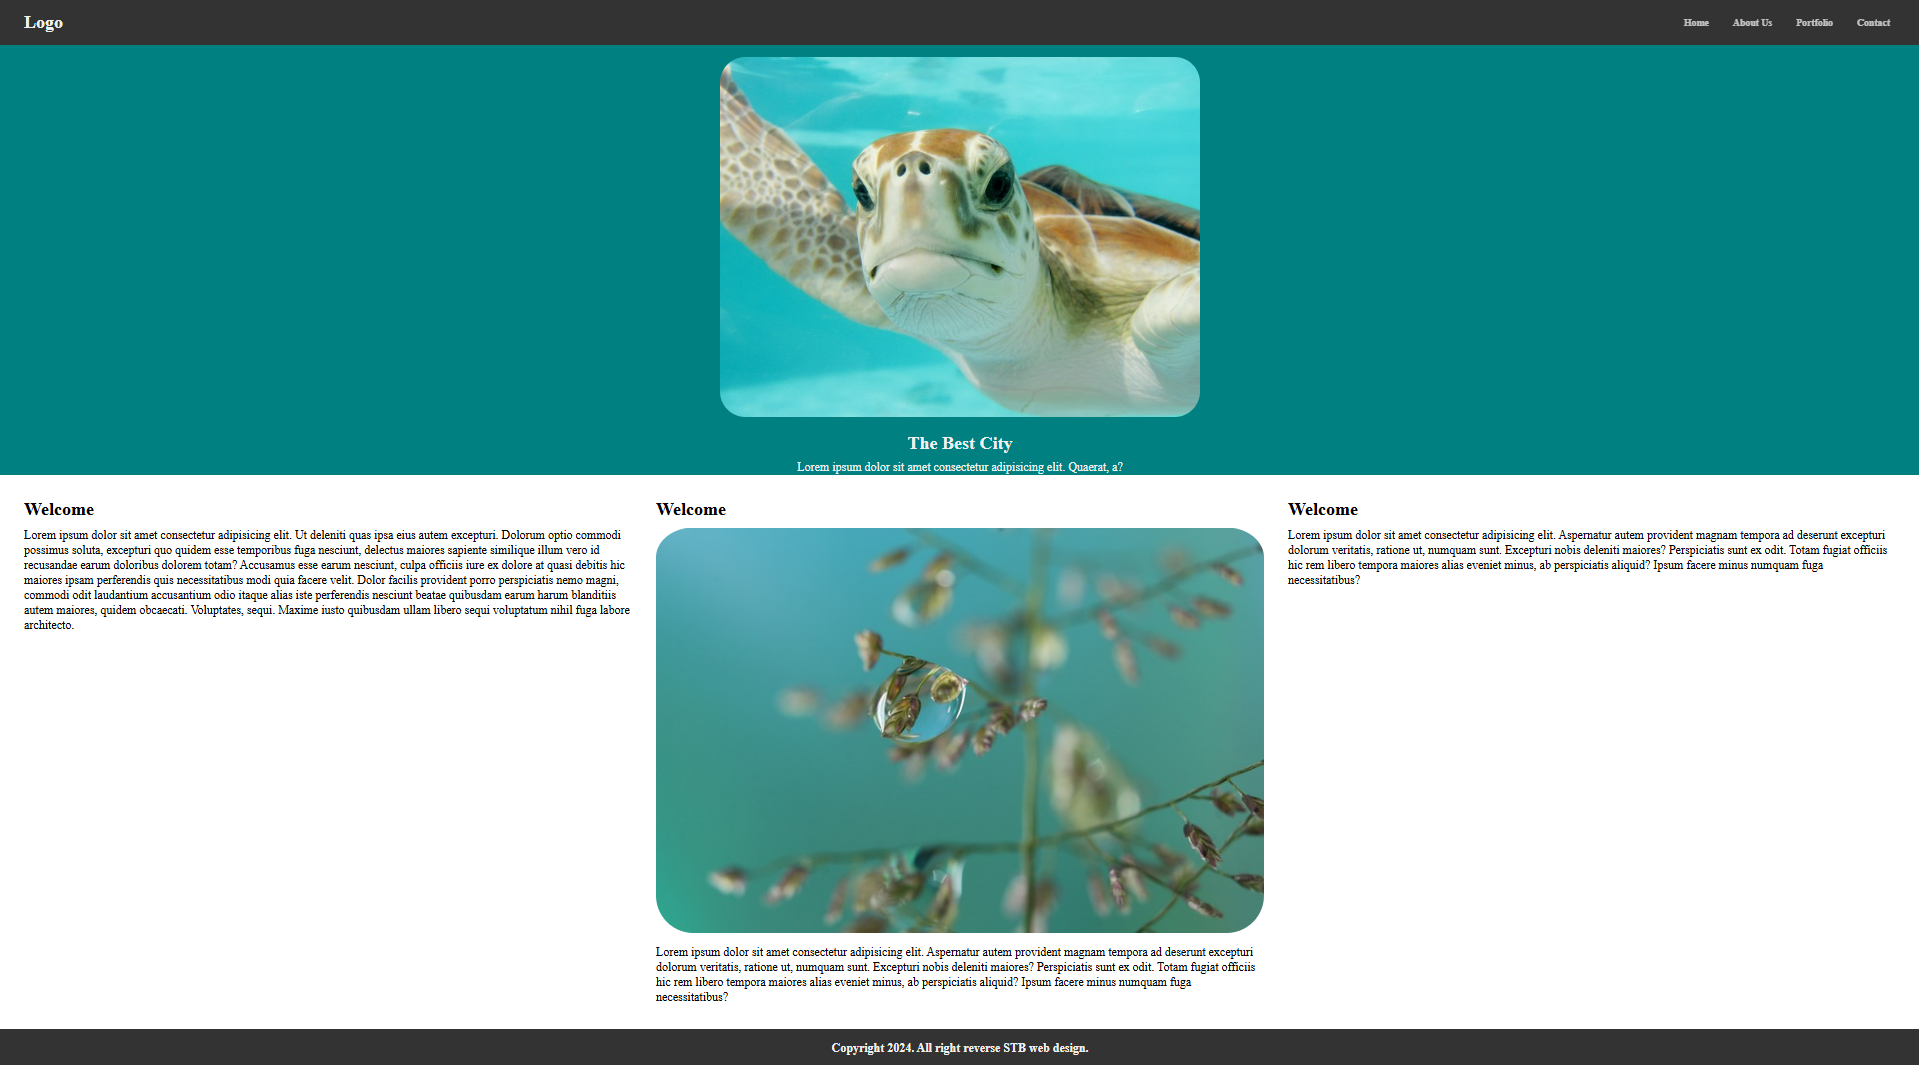 Logo
Home About Us Portfolio Contact
The Best City
Lorem ipsum dolor sit amet consectetur adipisicing elit. Quaerat, a?
Welcome
Lorem ipsum dolor sit amet consectetur adipisicing elit. Ut deleniti quas ipsa eius autem excepturi. Dolorum optio commodi
possimus soluta, excepturi quo quidem esse temporibus fuga nesciunt, delectus maiores sapiente similique illum vero id
recusandae earum doloribus dolorem totam? Accusamus esse earum nesciunt, culpa officiis iure ex dolore at quasi debitis hic
maiores ipsam perferendis quis necessitatibus modi quia facere velit. Dolor facilis provident porro perspiciatis nemo magni,
commodi odit laudantium accusantium odio itaque alias iste perferendis nesciunt beatae quibusdam earum harum blanditiis
autem maiores, quidem obcaecati. Voluptates, sequi. Maxime iusto quibusdam ullam libero sequi voluptatum nihil fuga labore
architecto.
Welcome
Lorem ipsum dolor sit amet consectetur adipisicing elit. Aspernatur autem provident magnam tempora ad deserunt excepturi
dolorum veritatis, ratione ut, numquam sunt. Excepturi nobis deleniti maiores? Perspiciatis sunt ex odit. Totam fugiat officiis
hic rem libero tempora maiores alias eveniet minus, ab perspiciatis aliquid? Ipsum facere minus numquam fuga
necessitatibus?
Welcome
Lorem ipsum dolor sit amet consectetur adipisicing elit. Aspernatur autem provident magnam tempora ad deserunt excepturi
dolorum veritatis, ratione ut, numquam sunt. Excepturi nobis deleniti maiores? Perspiciatis sunt ex odit. Totam fugiat officiis
hic rem libero tempora maiores alias eveniet minus, ab perspiciatis aliquid? Ipsum facere minus numquam fuga
necessitatibus?
Copyright 2024. All right reverse STB web design.